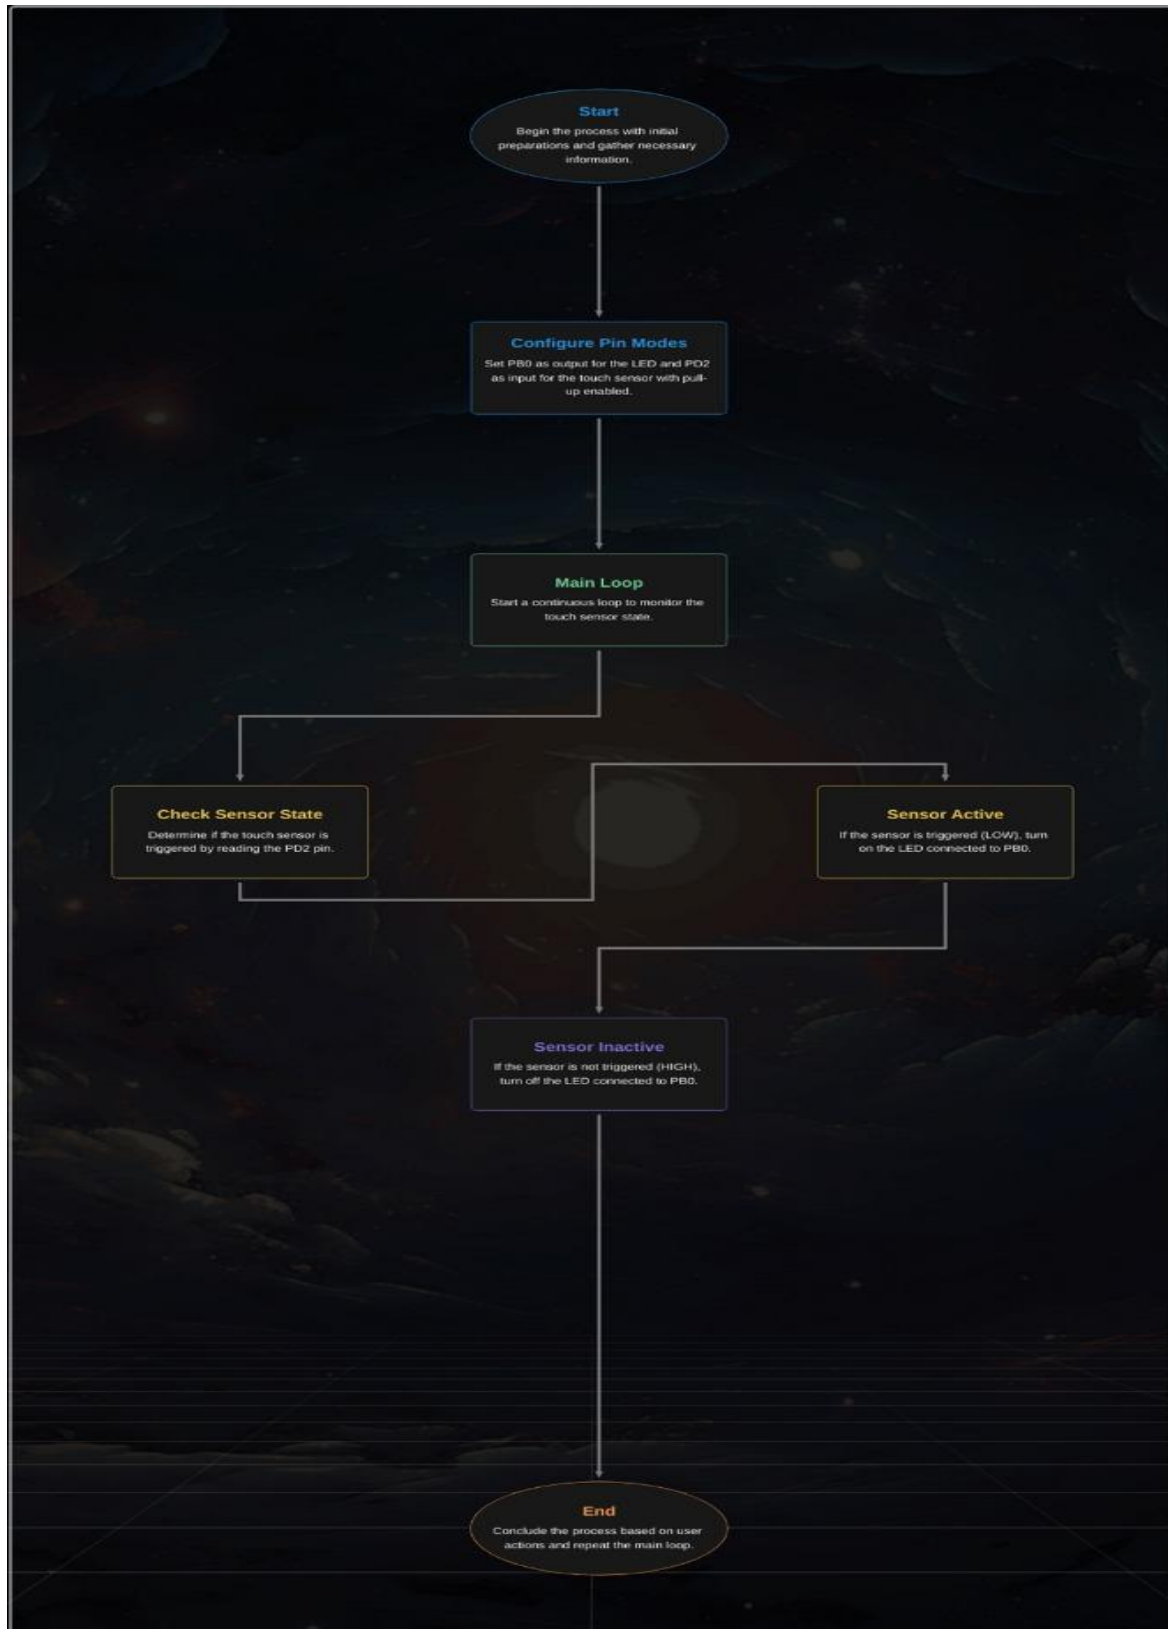 Start
Begin the process with initial
preparations and gather necessary
information.
Configure Pin Modes
Set PB0 as output for the LED and PD2
as input for the touch sensor with pull-
up enabled.
Main Loop
Start a continuous loop to monitor the
touch sensor state.
Check Sensor State
Determine if the touch sensor is
triggered by reading the PD2 pin.
Sensor Active
If the sensor is triggered (LOW), turn
on the LED connected to PB0.
Sensor Inactive
If the sensor is not triggered (HIGH),
turn off the LED connected to PB0.
End
Conclude the process based on user
actions and repeat the main loop.